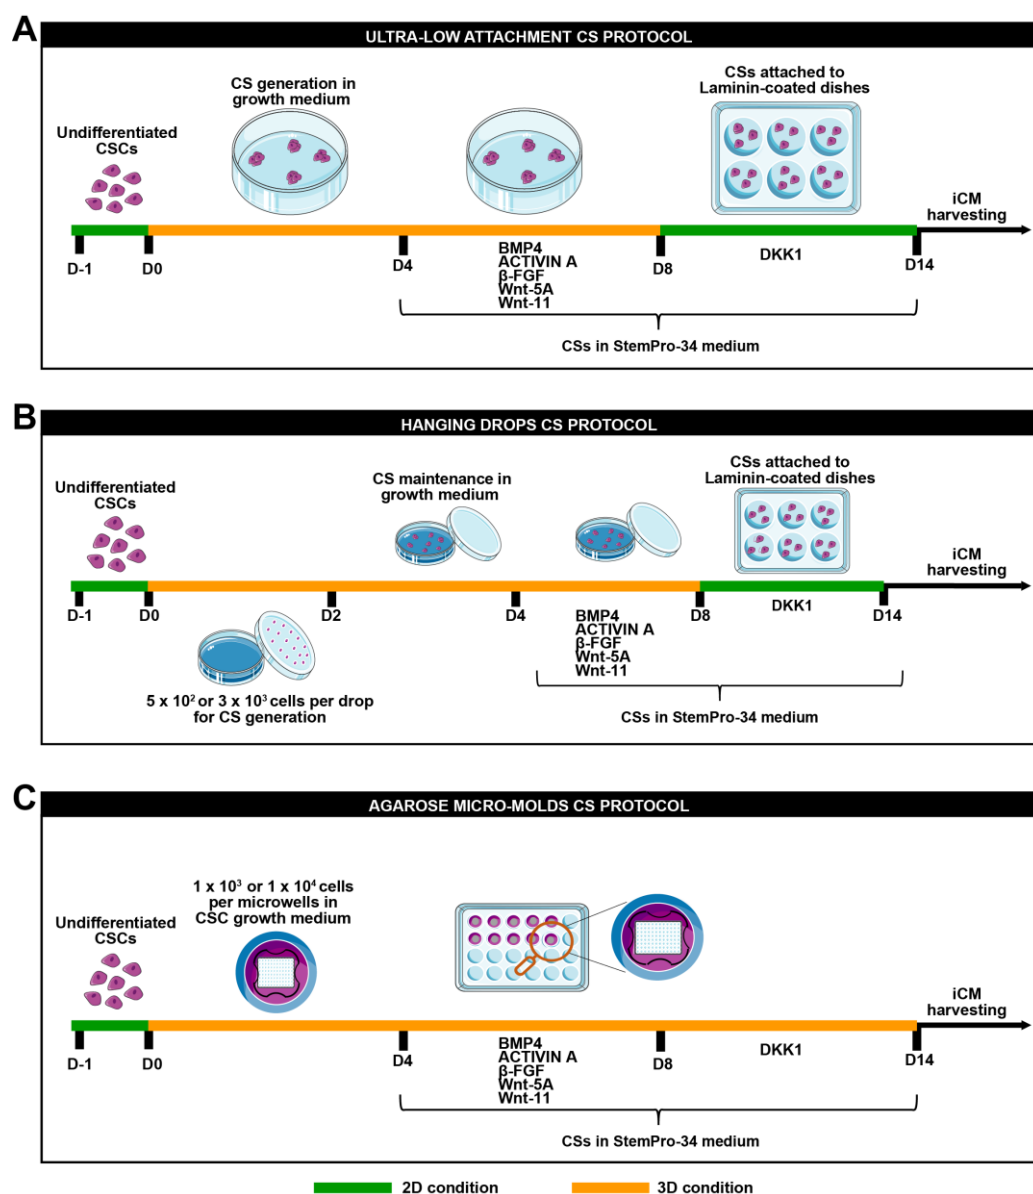 A
ULTRA-LOW ATTACHMENT CS PROTOCOL
Undifferentiated
CSCs
CS generation in
growth medium
CSs attached to
Laminin-coated dishes
iCM
harvesting
D-1
D0
D4
BMP4
ACTIVIN A
β-FGF
Wnt-5A
Wnt-11
D8
DKK1
D14
CSs in StemPro-34 medium
B
HANGING DROPS CS PROTOCOL
Undifferentiated
CSCs
CS maintenance in
growth medium
CSs attached to
Laminin-coated dishes
iCM
harvesting
D-1
D0
D2
D4
BMP4
ACTIVIN A
β-FGF
Wnt-5A
Wnt-11
D8
DKK1
D14
5 x 10² or 3 x 10³ cells per drop
for CS generation
CSs in StemPro-34 medium
C
AGAROSE MICRO-MOLDS CS PROTOCOL
Undifferentiated
CSCs
1 x 10³ or 1 x 10⁴ cells
per microwells in
CSC growth medium
iCM
harvesting
D-1
D0
D4
BMP4
ACTIVIN A
β-FGF
Wnt-5A
Wnt-11
D8
DKK1
D14
CSs in StemPro-34 medium
2D condition
3D condition